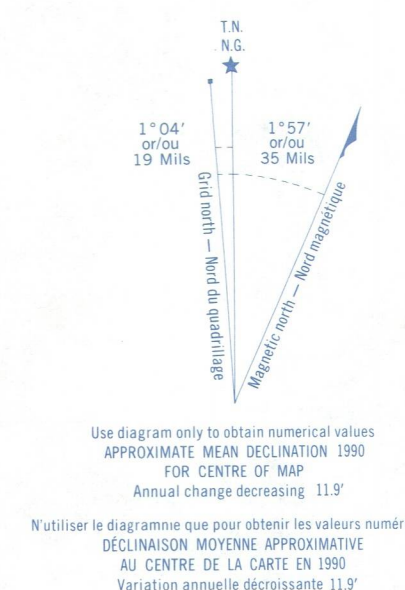 T.N.
N.G.
1°04′
or/ou
19 Mils
1°57′
or/ou
35 Mils
Grid north — Nord du quadrillage
Magnetic north — Nord magnétique
Use diagram only to obtain numerical values
APPROXIMATE MEAN DECLINATION 1990
FOR CENTRE OF MAP
Annual change decreasing 11.9′
N'utiliser le diagramme que pour obtenir les valeurs numér
DÉCLINAISON MOYENNE APPROXIMATIVE
AU CENTRE DE LA CARTE EN 1990
Variation annuelle décroissante 11.9′